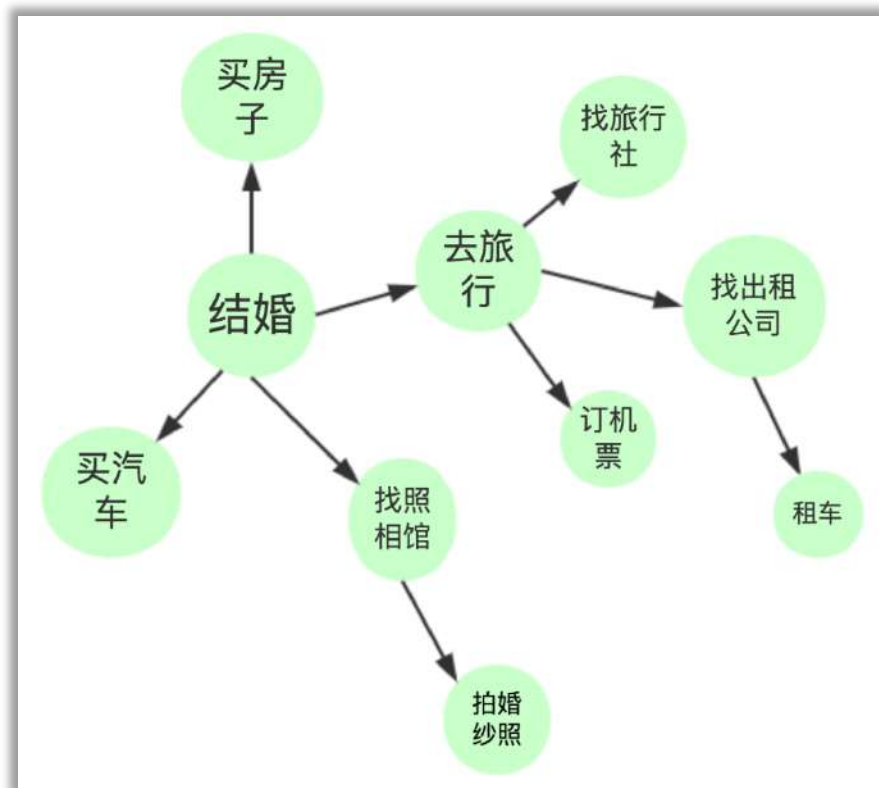 买房
子
找旅行
社
去旅
行
找出租
公司
结婚
订机
票
买汽
车
找照
相馆
租车
拍婚
纱照